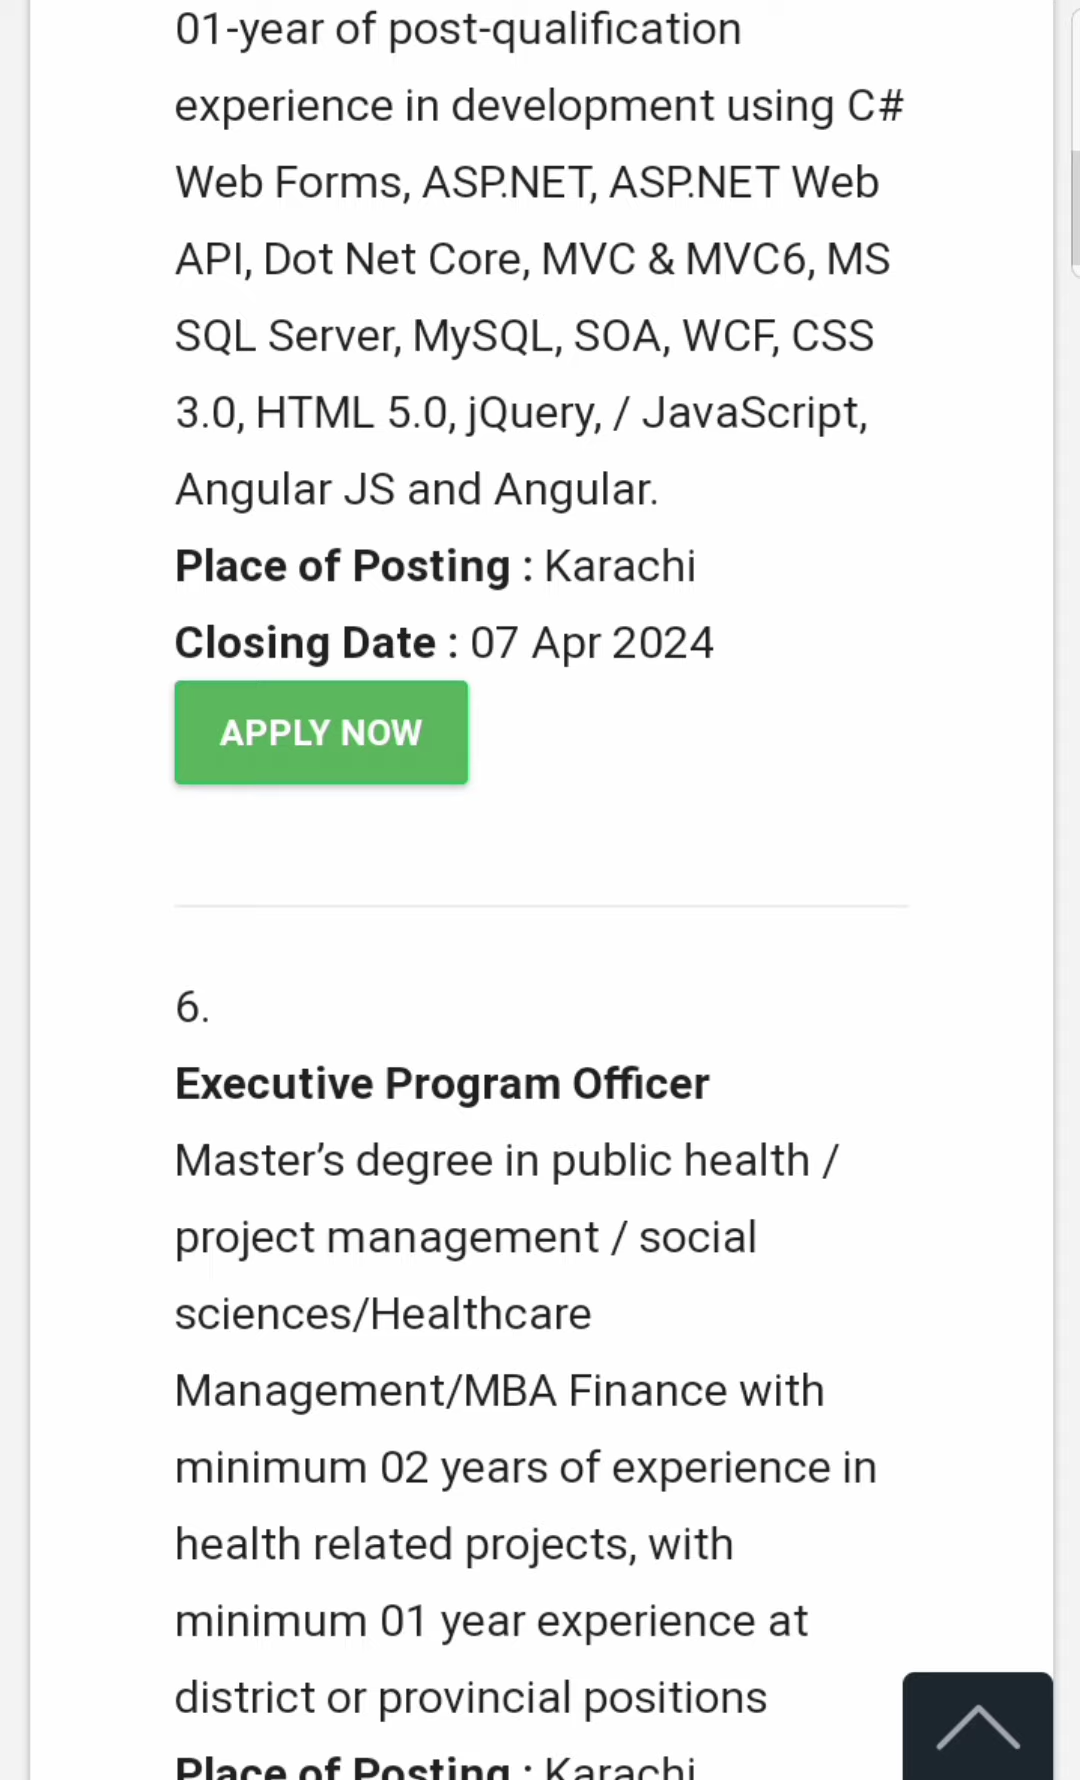 01-year of post-qualification
experience in development using C#
Web Forms, ASP.NET, ASP.NET Web
API, Dot Net Core, MVC & MVC6, MS
SQL Server, MySQL, SOA, WCF, CSS
3.0, HTML 5.0, jQuery, / JavaScript,
Angular JS and Angular.
Place of Posting : Karachi
Closing Date : 07 Apr 2024
APPLY NOW
6.
Executive Program Officer
Master’s degree in public health /
project management / social
sciences/Healthcare
Management/MBA Finance with
minimum 02 years of experience in
health related projects, with
minimum 01 year experience at
district or provincial positions
Place of Posting : Karachi